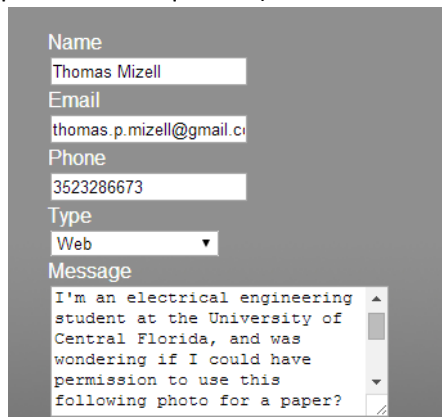 Name
Thomas Mizell
Email
thomas.p.mizell@gmail.c
Phone
3523286673
Type
Web
Message
I'm an electrical engineering
student at the University of
Central Florida, and was
wondering if I could have
permission to use this
following photo for a paper?